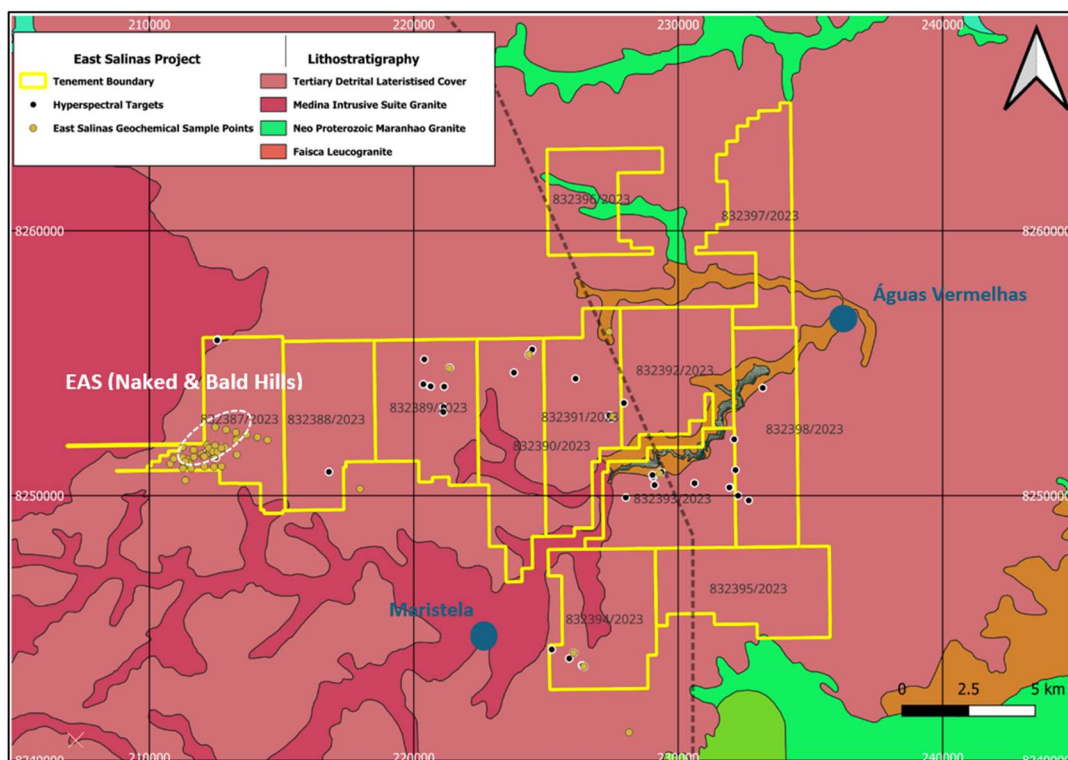 210000 220000 230000 240000
East Salinas Project
Tenement Boundary
Hyperspectral Targets
East Salinas Geochemical Sample Points
Lithostratigraphy
Tertiary Detrital Lateristised Cover
Medina Intrusive Suite Granite
Neo Proterozoic Maranhao Granite
Faisca Leucogranite
832396/2023
832397/2023
8260000 8260000
Águas Vermelhas
EAS (Naked & Bald Hills)
832392/2023
832389/2023
832387/2023
832388/2023
832391/2023
832398/2023
832390/2023
8250000 8250000
832393/2023
832395/2023
Maristela
832394/2023
0 2.5 5 km
8240000 8240000
210000 220000 230000 240000